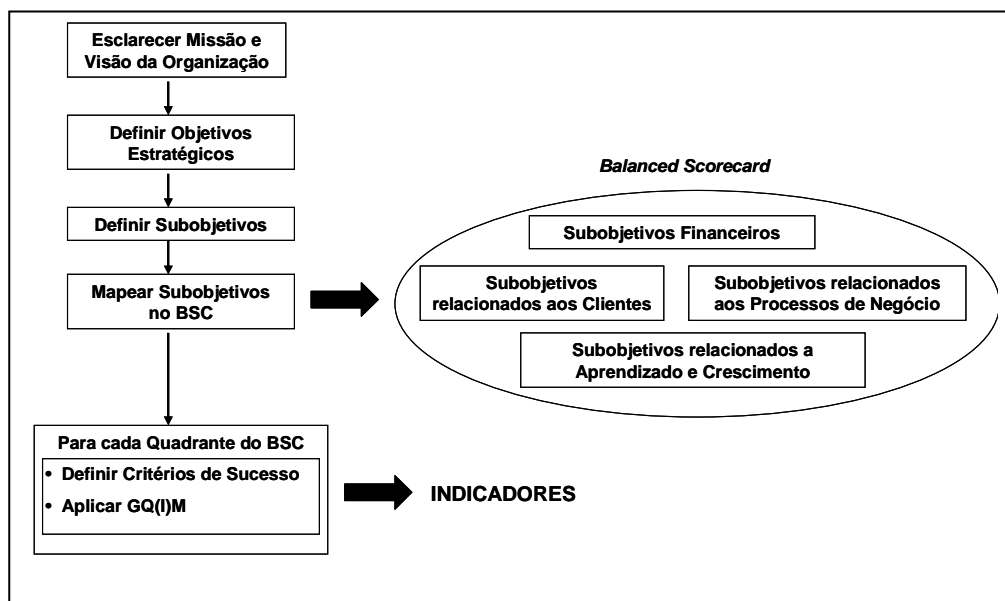 Esclarecer Missão e
Visão da Organização
Definir Objetivos
Estratégicos
Definir Subobjetivos
Mapear Subobjetivos
no BSC
Balanced Scorecard
Subobjetivos Financeiros
Subobjetivos
relacionados aos Clientes
Subobjetivos relacionados
aos Processos de Negócio
Subobjetivos relacionados a
Aprendizado e Crescimento
Para cada Quadrante do BSC
• Definir Critérios de Sucesso
• Aplicar GQ(I)M
INDICADORES